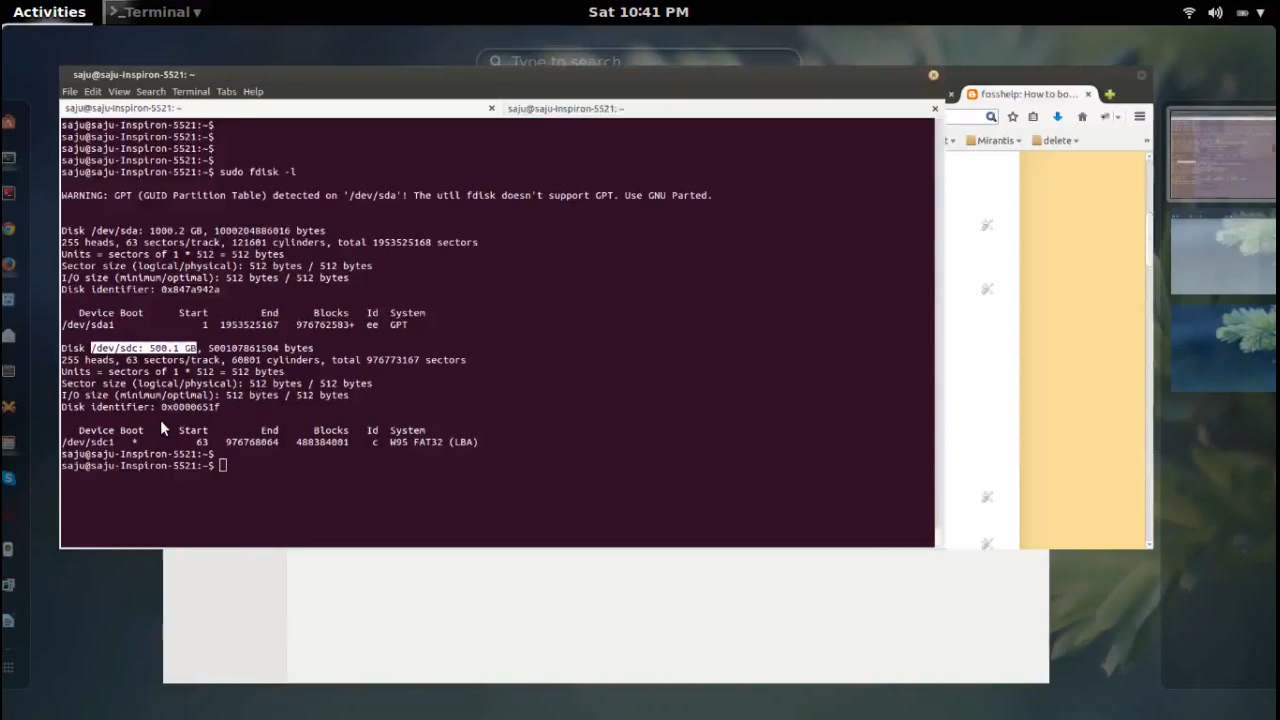 Activities
>_Terminal ▾
Sat 10:41 PM
Type to search
saju@saju-Inspiron-5521: ~
File Edit View Search Terminal Tabs Help
saju@saju-Inspiron-5521: ~ × saju@saju-Inspiron-5521: ~ ×
fosshelp: How to bo... ×
Mirantis ▾ delete ▾ »
saju@saju-Inspiron-5521:~$
saju@saju-Inspiron-5521:~$
saju@saju-Inspiron-5521:~$
saju@saju-Inspiron-5521:~$
saju@saju-Inspiron-5521:~$ sudo fdisk -l
WARNING: GPT (GUID Partition Table) detected on '/dev/sda'! The util fdisk doesn't support GPT. Use GNU Parted.
Disk /dev/sda: 1000.2 GB, 1000204886016 bytes
255 heads, 63 sectors/track, 121601 cylinders, total 1953525168 sectors
Units = sectors of 1 * 512 = 512 bytes
Sector size (logical/physical): 512 bytes / 512 bytes
I/O size (minimum/optimal): 512 bytes / 512 bytes
Disk identifier: 0x847a942a
Device Boot Start End Blocks Id System
/dev/sda1 1 1953525167 976762583+ ee GPT
Disk /dev/sdc: 500.1 GB, 500107861504 bytes
255 heads, 63 sectors/track, 60801 cylinders, total 976773167 sectors
Units = sectors of 1 * 512 = 512 bytes
Sector size (logical/physical): 512 bytes / 512 bytes
I/O size (minimum/optimal): 512 bytes / 512 bytes
Disk identifier: 0x0000651f
Device Boot Start End Blocks Id System
/dev/sdc1 * 63 976768064 488384001 c W95 FAT32 (LBA)
saju@saju-Inspiron-5521:~$
saju@saju-Inspiron-5521:~$